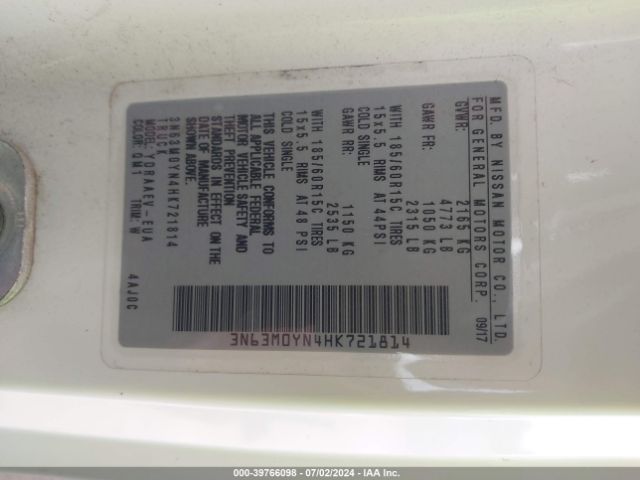 MFD. BY NISSAN MOTOR CO., LTD.
FOR GENERAL MOTORS CORP. 09/17
GVWR: 2165 KG
4773 LB
GAWR FR: 1050 KG
2315 LB
WITH 185/60R15C TIRES
15x5.5 RIMS AT 44PSI
COLD SINGLE
GAWR RR: 1150 KG
2535 LB
WITH 185/60R15C TIRES
15x5.5 RIMS AT 48 PSI
COLD SINGLE
THIS VEHICLE CONFORMS TO
ALL APPLICABLE FEDERAL
MOTOR VEHICLE SAFETY AND
THEFT PREVENTION
STANDARDS IN EFFECT ON THE
DATE OF MANUFACTURE
SHOWN ABOVE.
3N63M0YN4HK721814
TRUCK
MODEL: YDRAAEV-EUA
COLOR: QM1 TRIM: W
4AJ0C
3N63M0YN4HK721814
000-39766098 - 07/02/2024 - IAA Inc.